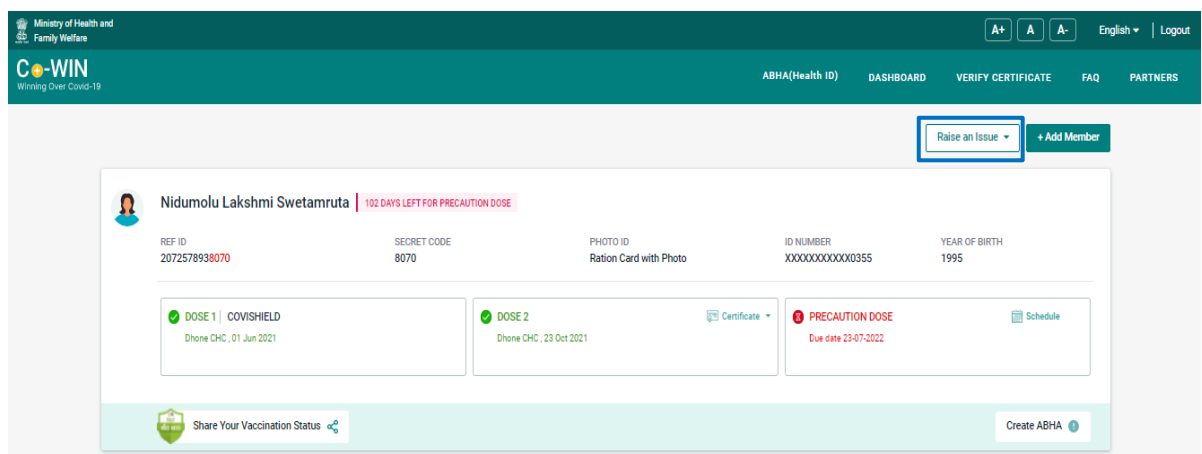 Ministry of Health and
Family Welfare
A+ A A- English Logout
Co-WIN
Winning Over Covid-19
ABHA(Health ID) DASHBOARD VERIFY CERTIFICATE FAQ PARTNERS
Raise an Issue + Add Member
Nidumolu Lakshmi Swetamruta 102 DAYS LEFT FOR PRECAUTION DOSE
REF ID SECRET CODE PHOTO ID ID NUMBER YEAR OF BIRTH
2072578938070 8070 Ration Card with Photo XXXXXXXXXXX0355 1995
DOSE 1 COVISHIELD DOSE 2 Certificate PRECAUTION DOSE Schedule
Dhone CHC , 01 Jun 2021 Dhone CHC , 23 Oct 2021 Due date 23-07-2022
Share Your Vaccination Status Create ABHA